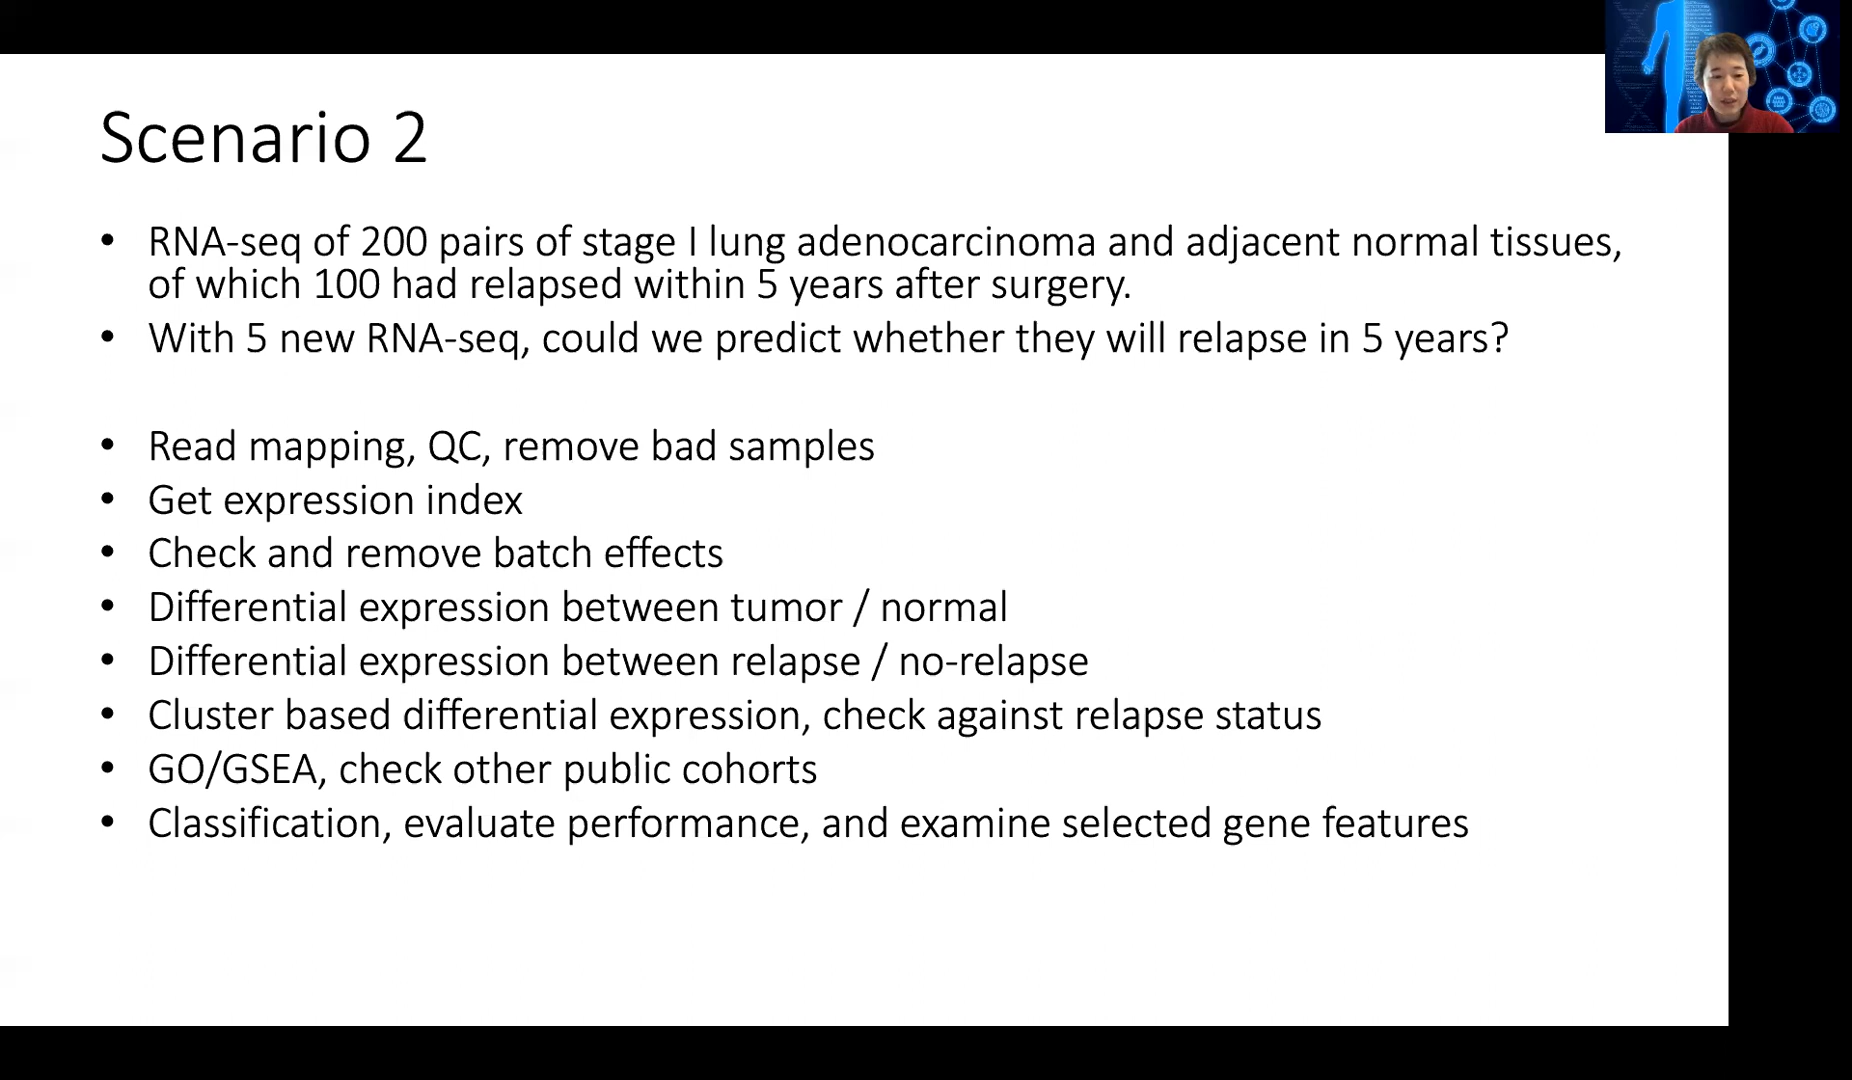 Scenario 2
• RNA-seq of 200 pairs of stage I lung adenocarcinoma and adjacent normal tissues,
of which 100 had relapsed within 5 years after surgery.
• With 5 new RNA-seq, could we predict whether they will relapse in 5 years?
• Read mapping, QC, remove bad samples
• Get expression index
• Check and remove batch effects
• Differential expression between tumor / normal
• Differential expression between relapse / no-relapse
• Cluster based differential expression, check against relapse status
• GO/GSEA, check other public cohorts
• Classification, evaluate performance, and examine selected gene features